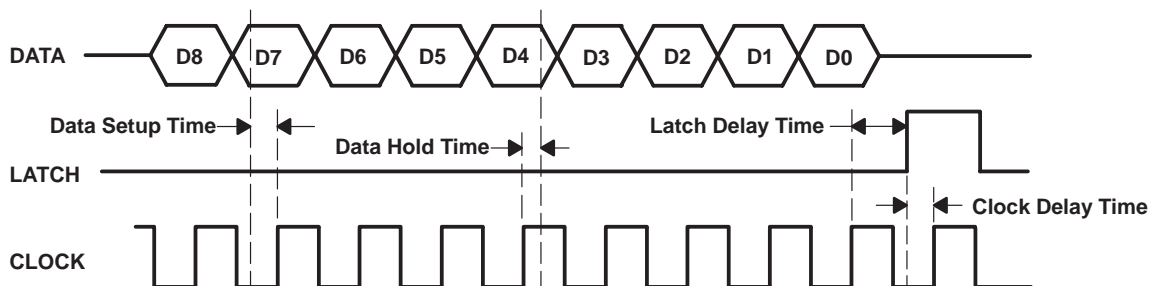 DATA D8 D7 D6 D5 D4 D3 D2 D1 D0
Data Setup Time
Latch Delay Time
Data Hold Time
LATCH
Clock Delay Time
CLOCK